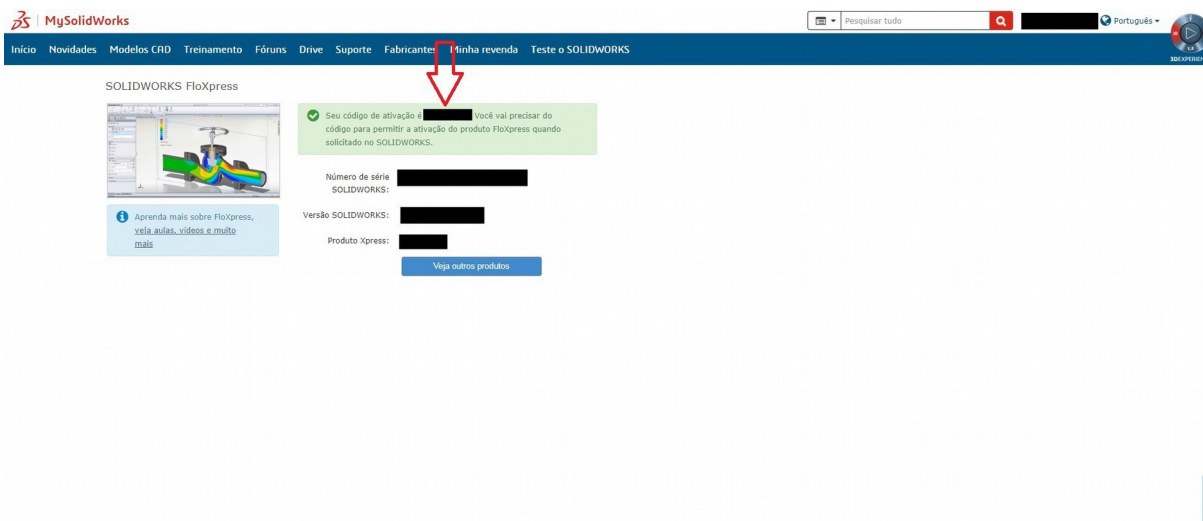 3S | MySolidWorks
Pesquisar tudo
Português
Início Novidades Modelos CAD Treinamento Fóruns Drive Suporte Fabricantes Minha revenda Teste o SOLIDWORKS
3DEXPERIEN
SOLIDWORKS FloXpress
Seu código de ativação é Você vai precisar do
código para permitir a ativação do produto FloXpress quando
solicitado no SOLIDWORKS.
Aprenda mais sobre FloXpress,
veja aulas, vídeos e muito
mais
Número de série
SOLIDWORKS:
Versão SOLIDWORKS:
Produto Xpress:
Veja outros produtos